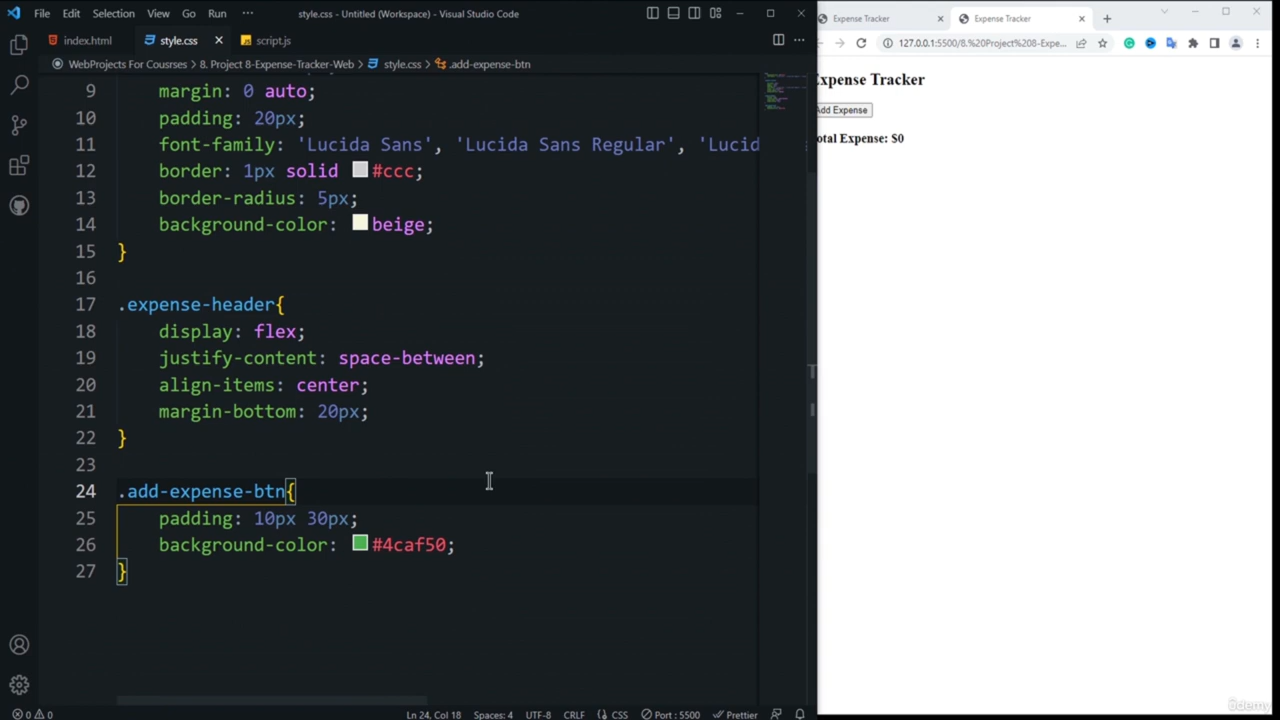 File Edit Selection View Go Run ··· style.css - Untitled (Workspace) - Visual Studio Code
index.html style.css script.js
WebProjects For Coursres > 8. Project 8-Expense-Tracker-Web > style.css > .add-expense-btn
9 margin: 0 auto;
10 padding: 20px;
11 font-family: 'Lucida Sans', 'Lucida Sans Regular', 'Lucid
12 border: 1px solid #ccc;
13 border-radius: 5px;
14 background-color: beige;
15 }
16
17 .expense-header{
18 display: flex;
19 justify-content: space-between;
20 align-items: center;
21 margin-bottom: 20px;
22 }
23
24 .add-expense-btn{
25 padding: 10px 30px;
26 background-color: #4caf50;
27 }
0 0 Ln 24, Col 18 Spaces: 4 UTF-8 CRLF {} CSS Port : 5500 Prettier
Expense Tracker Expense Tracker
127.0.0.1:5500/8.%20Project%208-Expe...
Expense Tracker
Add Expense
otal Expense: $0
ûdemy